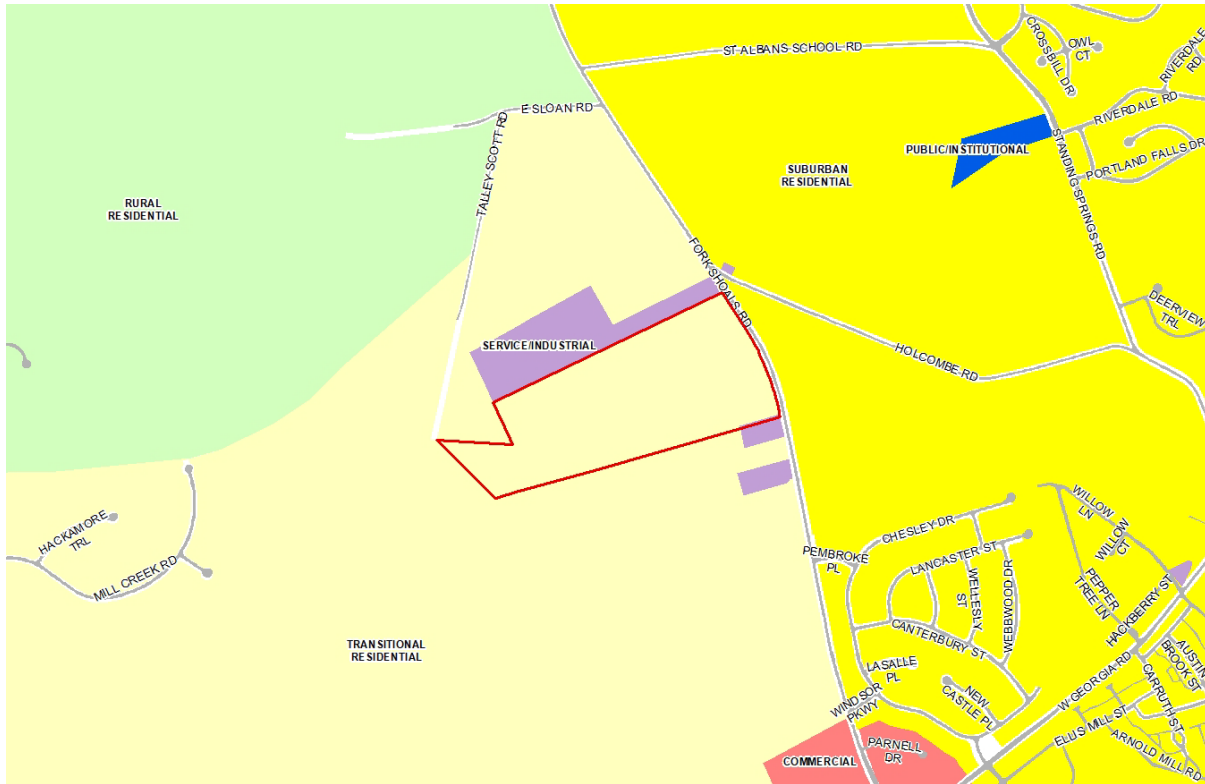 ST ALBANS SCHOOL RD
CROSSBILL DR
OWL
CT
RIVERDALE
RD
RIVERDALE RD
E SLOAN RD
TALLEY SCOTT RD
PUBLIC/INSTITUTIONAL
STANDING SPRINGS RD
PORTLAND FALLS DR
SUBURBAN
RESIDENTIAL
RURAL
RESIDENTIAL
FORK SHOALS RD
DEERVIEW
TRL
SERVICE/INDUSTRIAL
HOLCOMBE RD
HACKAMORE
TRL
MILL CREEK RD
CHESLEY DR
WILLOW
LN
WILLOW
CT
PEMBROKE
PL
LANCASTER ST
WELLESLY
ST
WEBBWOOD DR
PEPPER
TREE LN
HACKBERRY ST
CANTERBURY ST
TRANSITIONAL
RESIDENTIAL
LASALLE
PL
NEW
CASTLE PL
WINDSOR
PKWY
W GEORGIA RD
AUSTIN
BROOK ST
CARRUTH ST
ELLIS MILL ST
ARNOLD MILL RD
PARNELL
DR
COMMERCIAL